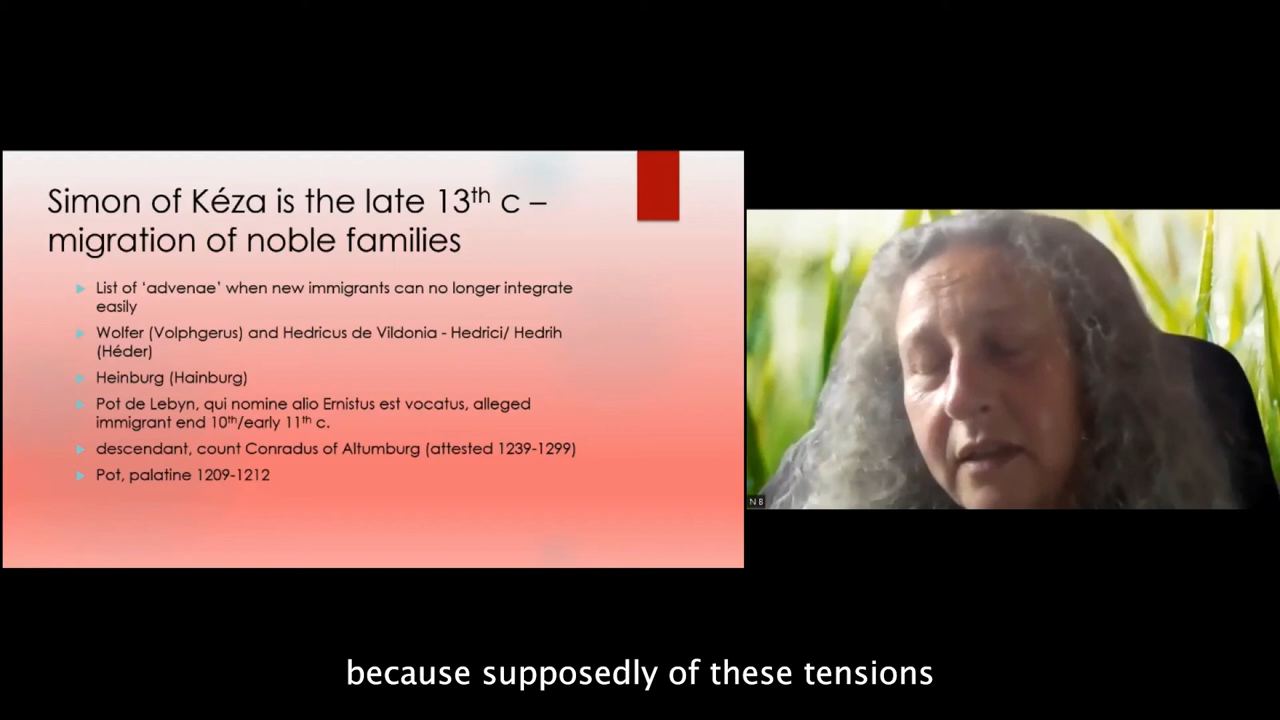 Simon of Kéza is the late 13th c –
migration of noble families
List of ‘advenae’ when new immigrants can no longer integrate
easily
Wolfer (Volphgerus) and Hedricus de Vildonia - Hedrici/ Hedrih
(Héder)
Heinburg (Hainburg)
Pot de Lebyn, qui nomine alio Ernistus est vocatus, alleged
immigrant end 10th/early 11th c.
descendant, count Conradus of Altumburg (attested 1239-1299)
Pot, palatine 1209-1212
N B
because supposedly of these tensions